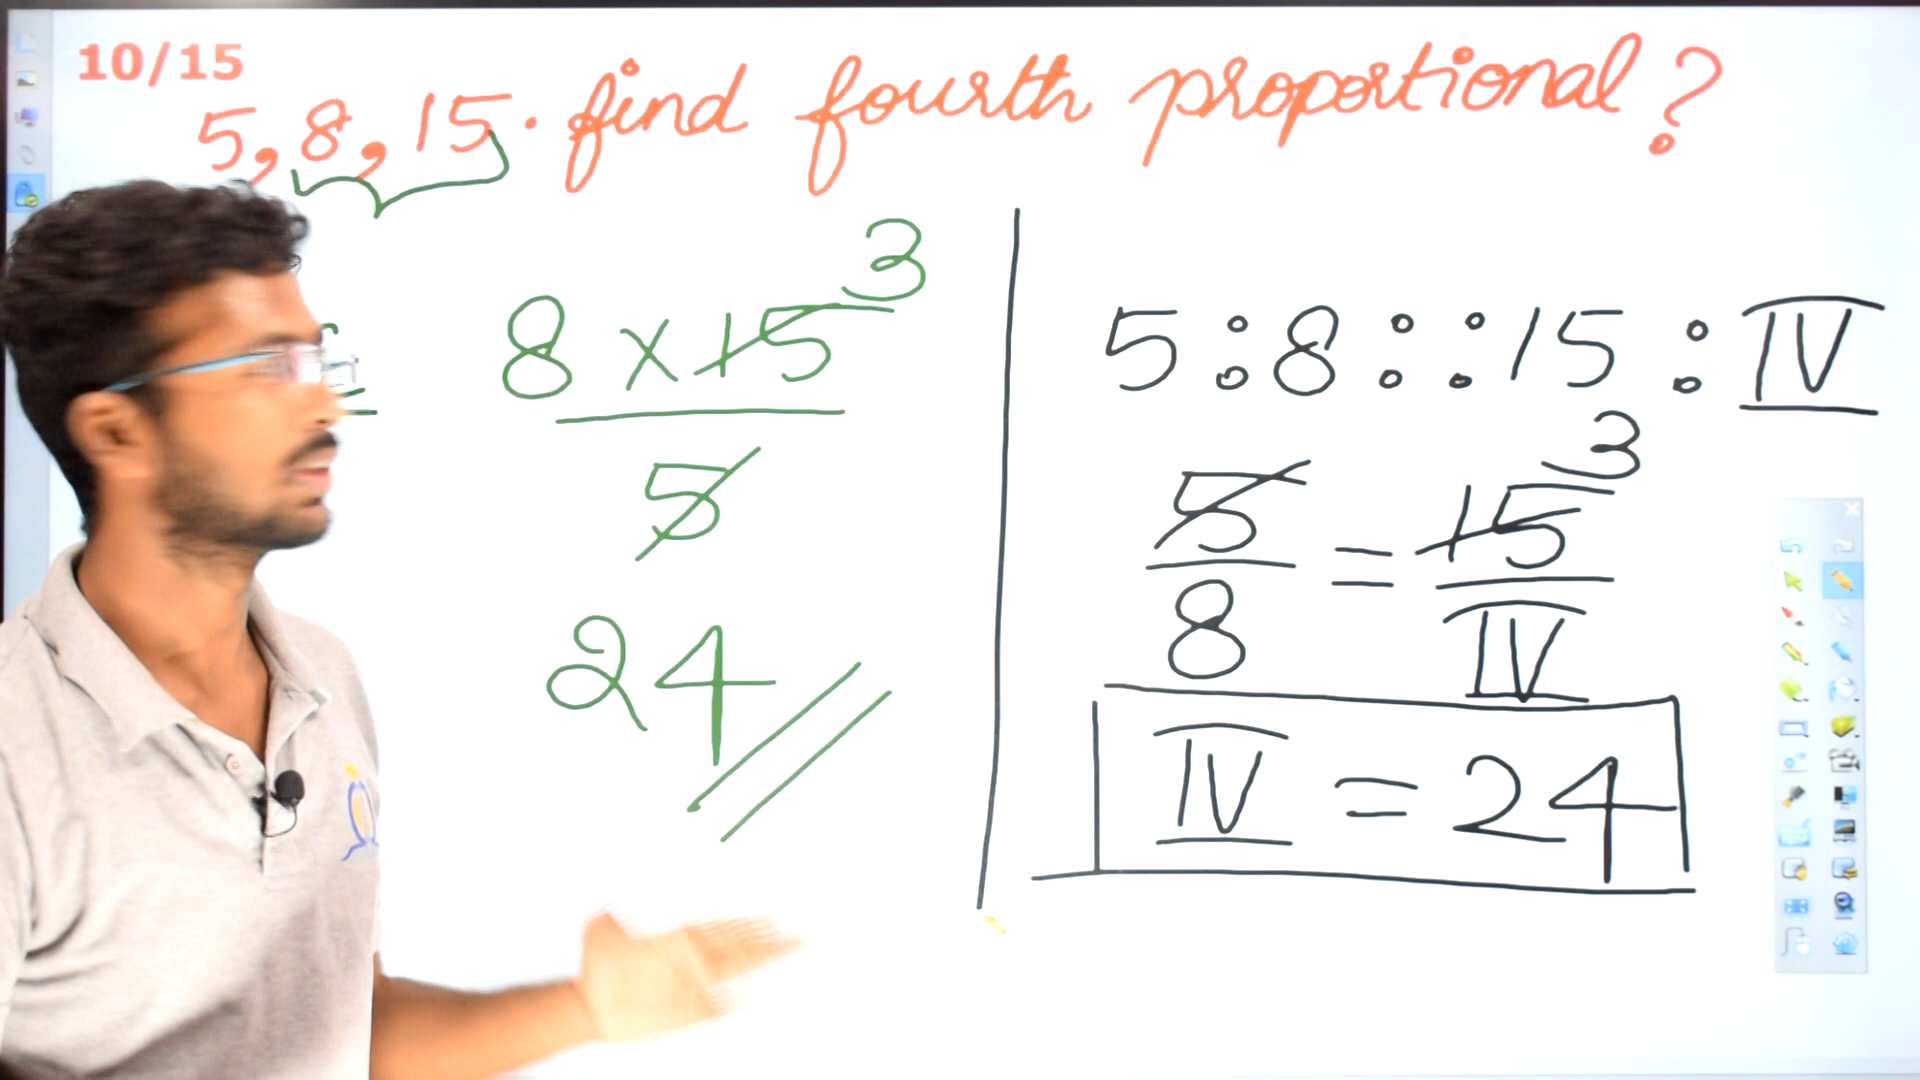 10/15
5, 8, 15. find fourth proportional?
8 x 15 3
5
24
5 : 8 : : 15 : IV
5 = 15 3
8 IV
IV = 24